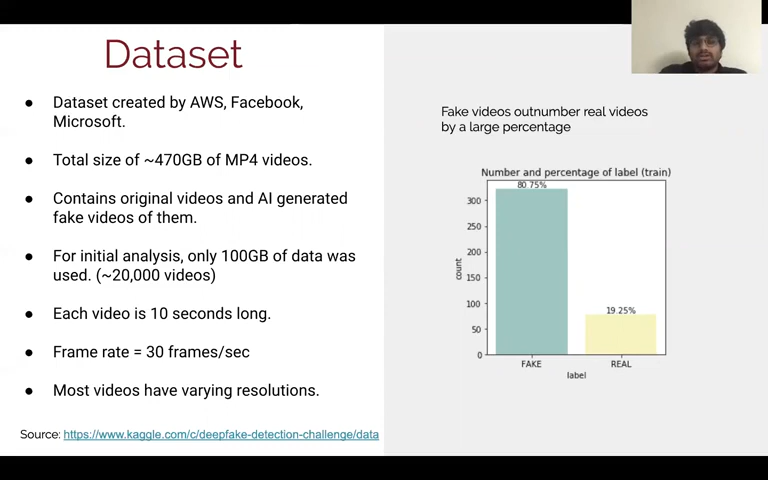 Dataset
● Dataset created by AWS, Facebook,
Microsoft.
● Total size of ~470GB of MP4 videos.
● Contains original videos and AI generated
fake videos of them.
● For initial analysis, only 100GB of data was
used. (~20,000 videos)
● Each video is 10 seconds long.
● Frame rate = 30 frames/sec
● Most videos have varying resolutions.
Source: https://www.kaggle.com/c/deepfake-detection-challenge/data
Fake videos outnumber real videos
by a large percentage
Number and percentage of label (train)
80.75%
19.25%
300
250
200
150
100
50
0
count
FAKE REAL
label